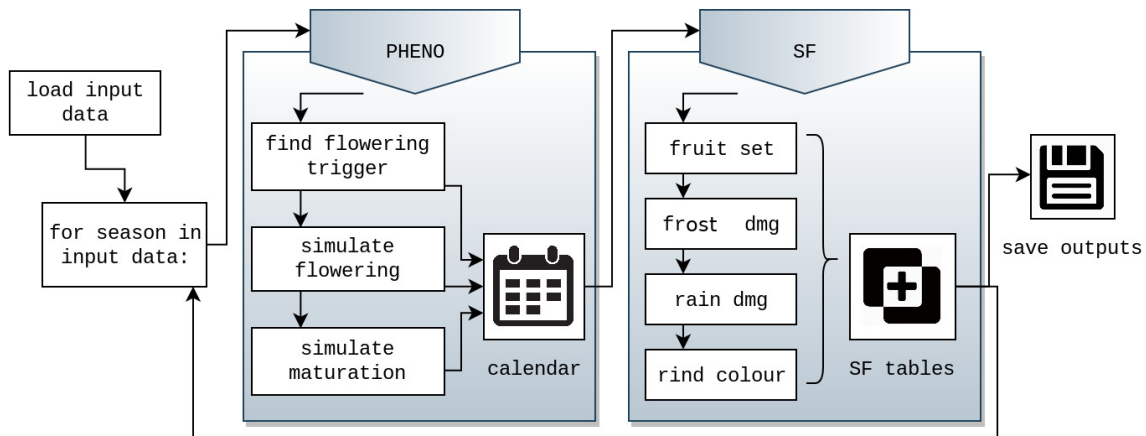 load input
data
for season in
input data:
PHENO
find flowering
trigger
simulate
flowering
simulate
maturation
calendar
SF
fruit set
frost dmg
rain dmg
rind colour
SF tables
save outputs